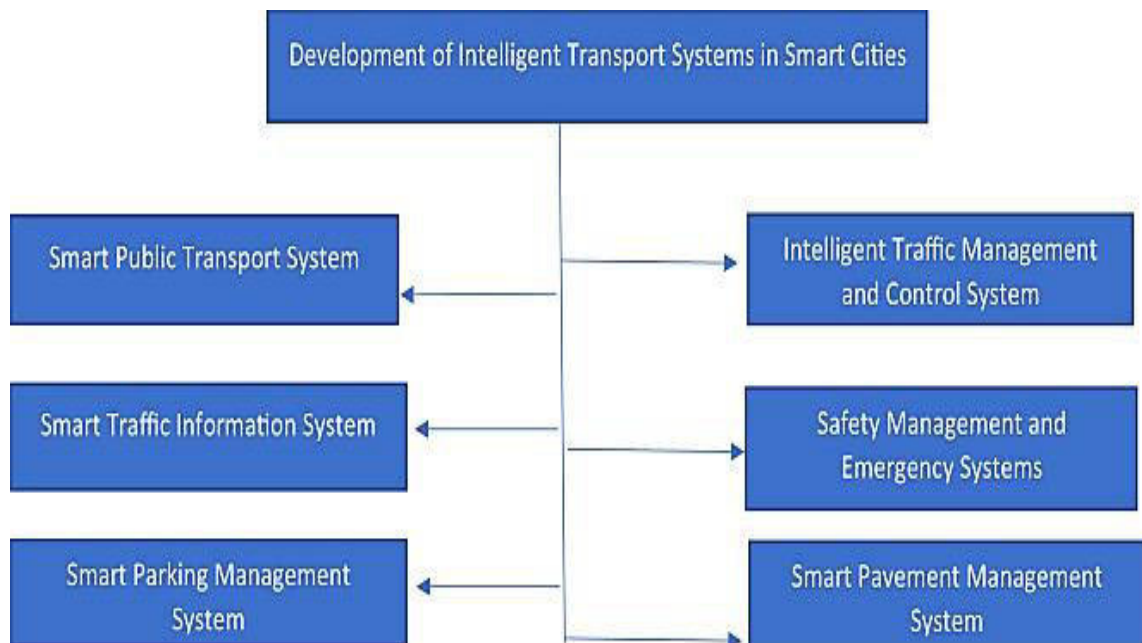 Development of Intelligent Transport Systems in Smart Cities
Smart Public Transport System
Intelligent Traffic Management
and Control System
Smart Traffic Information System
Safety Management and
Emergency Systems
Smart Parking Management
System
Smart Pavement Management
System